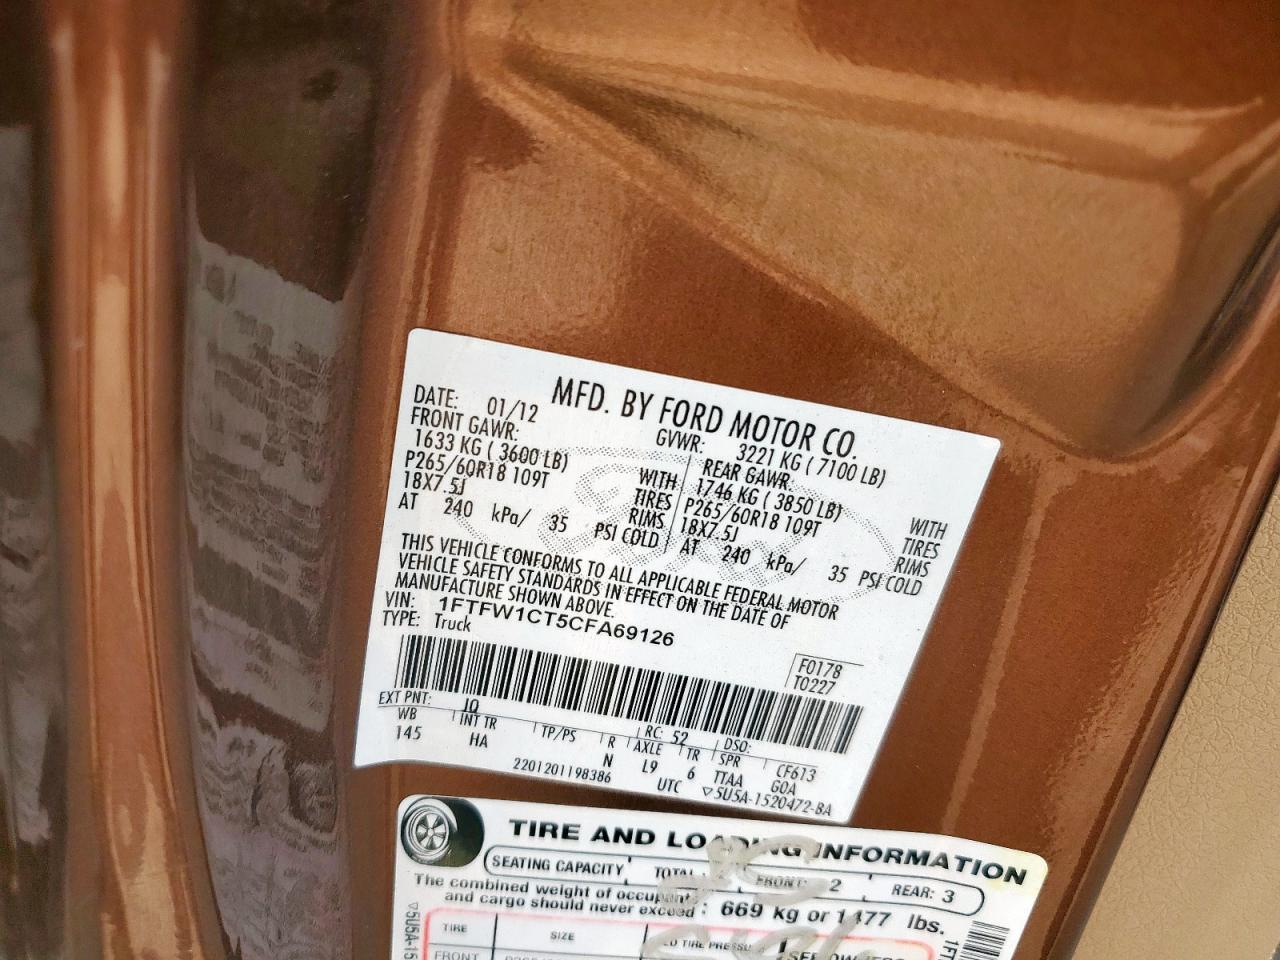 MFD. BY FORD MOTOR CO.
DATE: 01/12 GVWR: 3221 KG ( 7100 LB)
FRONT GAWR: REAR GAWR:
1633 KG ( 3600 LB) WITH 1746 KG ( 3850 LB) WITH
P265/60R18 109T TIRES P265/60R18 109T TIRES
18X7.5J RIMS 18X7.5J RIMS
AT 240 kPa/ 35 PSI COLD AT 240 kPa/ 35 PSI COLD
THIS VEHICLE CONFORMS TO ALL APPLICABLE FEDERAL MOTOR
VEHICLE SAFETY STANDARDS IN EFFECT ON THE DATE OF
MANUFACTURE SHOWN ABOVE.
VIN: 1FTFW1CT5CFA69126
TYPE: Truck
F0178
T0227
EXT PNT: JQ RC: 52 DSO:
WB INT TR TP/PS R AXLE TR SPR CF613
145 HA N L9 6 TTAA GOA
2201201198386 UTC ▽5U5A-1520472-BA
TIRE AND LOADING INFORMATION
SEATING CAPACITY TOTAL FRONT: 2 REAR: 3
The combined weight of occupants
and cargo should never exceed : 669 kg or 1477 lbs.
TIRE SIZE
FRONT
▽5U5A-15
1FT